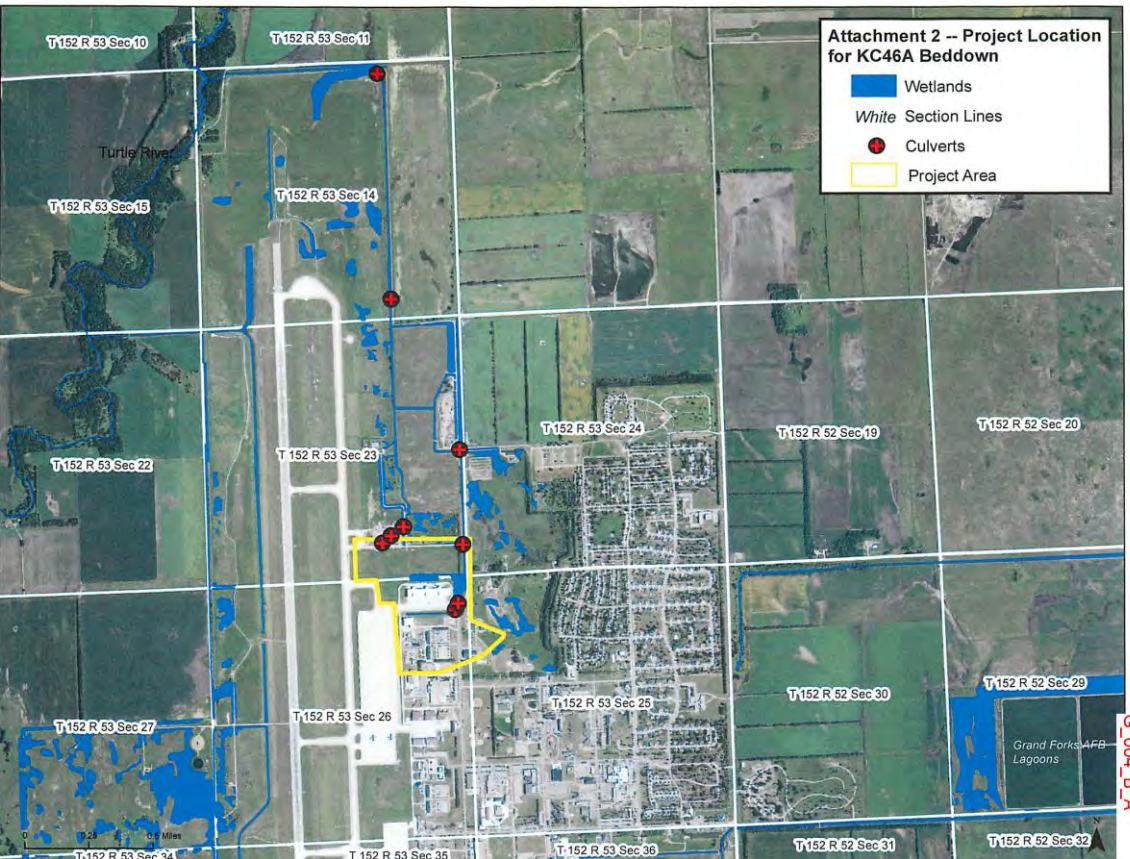 Attachment 2 -- Project Location
for KC46A Beddown
Wetlands
White Section Lines
Culverts
Project Area
T 152 R 53 Sec 10
T 152 R 53 Sec 11
Turtle River
T 152 R 53 Sec 15
T 152 R 53 Sec 14
T 152 R 53 Sec 22
T 152 R 53 Sec 23
T 152 R 53 Sec 24
T 152 R 52 Sec 19
T 152 R 52 Sec 20
T 152 R 53 Sec 27
T 152 R 53 Sec 26
T 152 R 53 Sec 25
T 152 R 52 Sec 30
T 152 R 52 Sec 29
Grand Forks AFB
Lagoons
0 0.25 0.5 Miles
N
T 152 R 53 Sec 34
T 152 R 53 Sec 35
T 152 R 53 Sec 36
T 152 R 52 Sec 31
T 152 R 52 Sec 32